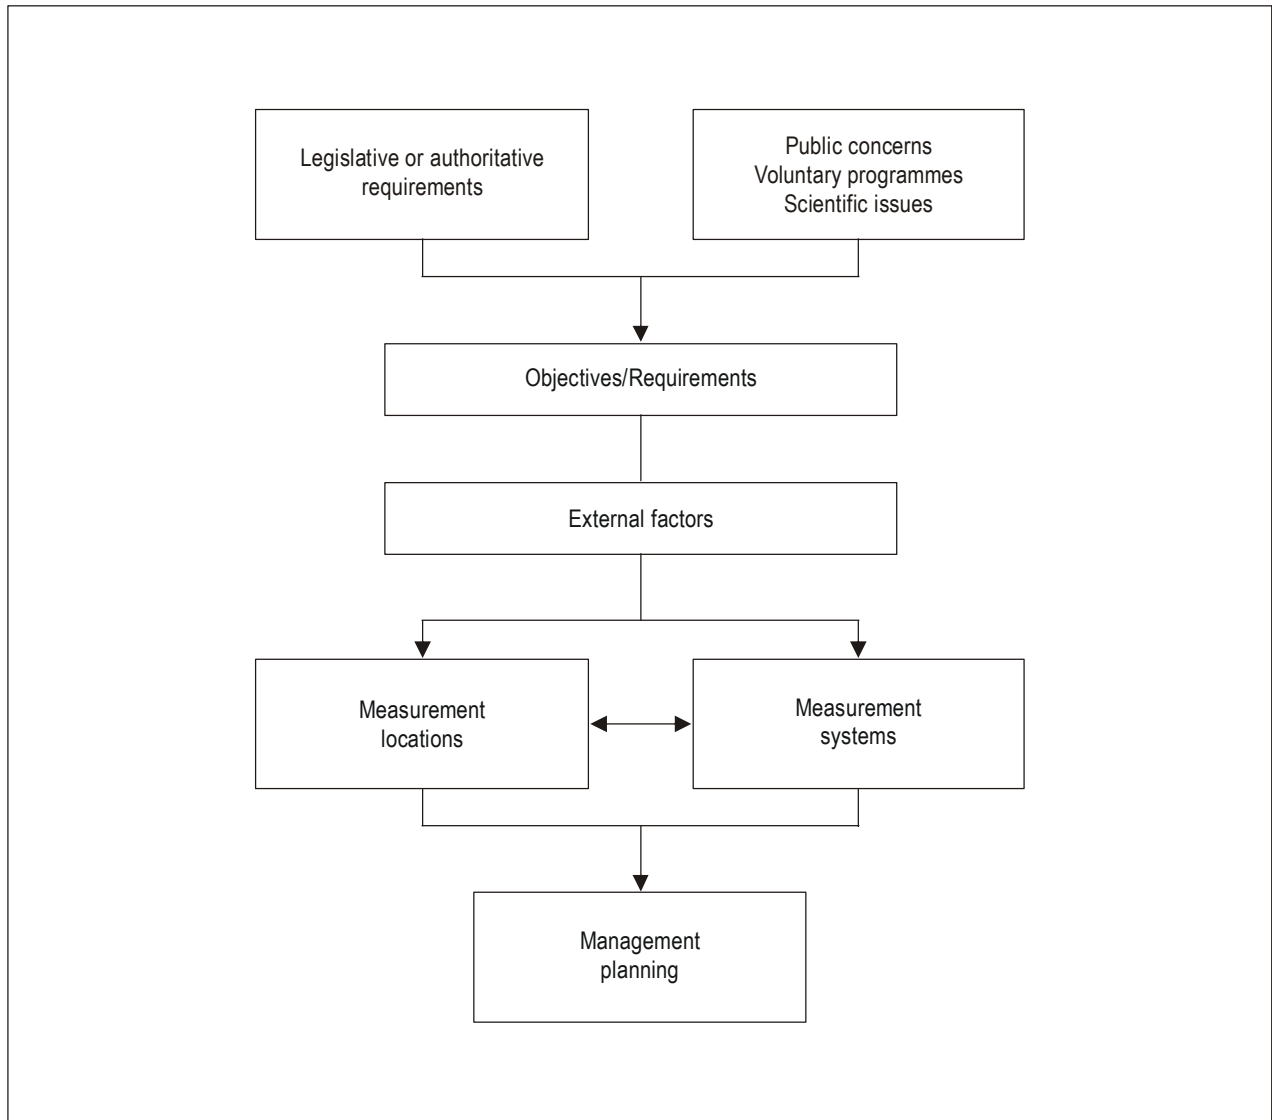 Legislative or authoritative
requirements
Public concerns
Voluntary programmes
Scientific issues
Objectives/Requirements
External factors
Measurement
locations
Measurement
systems
Management
planning